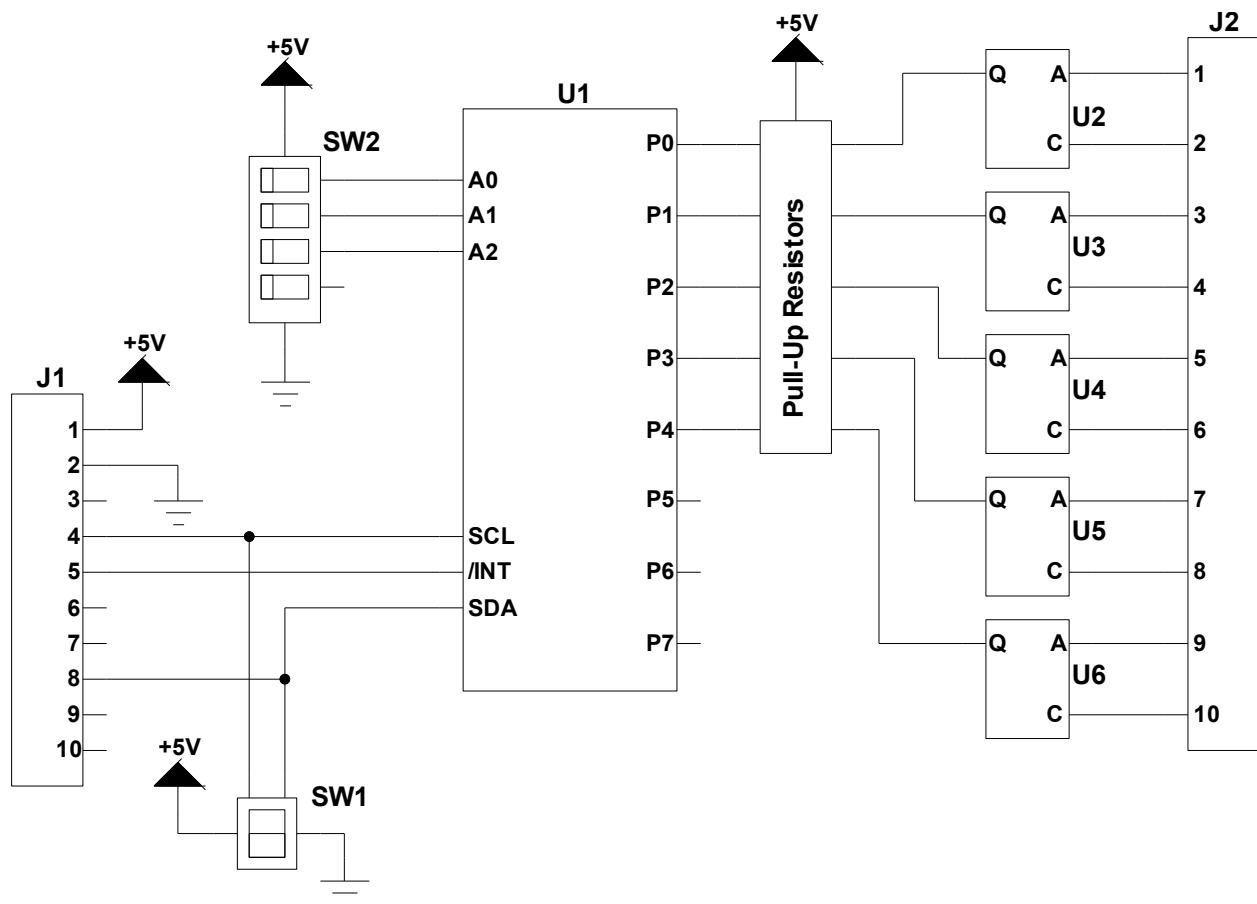 +5V
SW2
U1
A0
A1
A2
SCL
/INT
SDA
P0
P1
P2
P3
P4
P5
P6
P7
+5V
Pull-Up Resistors
Q A
U2
C
Q A
U3
C
Q A
U4
C
Q A
U5
C
Q A
U6
C
J2
1
2
3
4
5
6
7
8
9
10
+5V
J1
1
2
3
4
5
6
7
8
9
10
+5V
SW1